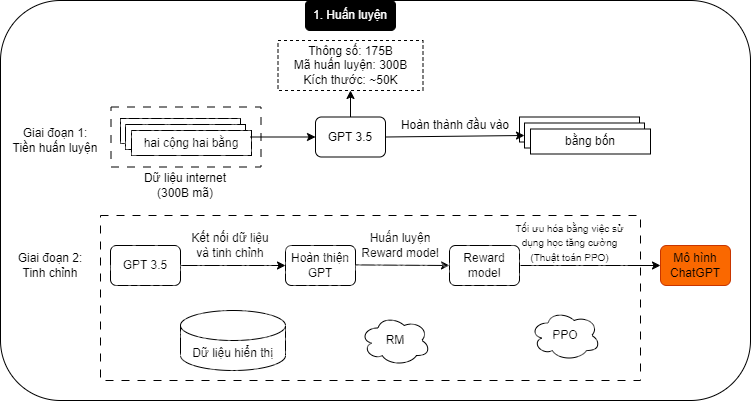 1. Huấn luyện
Thông số: 175B
Mã huấn luyện: 300B
Kích thước: ~50K
Giai đoạn 1:
Tiền huấn luyện
hai cộng hai bằng
GPT 3.5
Hoàn thành đầu vào
bằng bốn
Dữ liệu internet
(300B mã)
Giai đoạn 2:
Tinh chỉnh
GPT 3.5
Kết nối dữ liệu
và tinh chỉnh
Hoàn thiện
GPT
Huấn luyện
Reward model
Reward
model
Tối ưu hóa bằng việc sử
dụng học tăng cường
(Thuật toán PPO)
Mô hình
ChatGPT
Dữ liệu hiển thị
RM
PPO